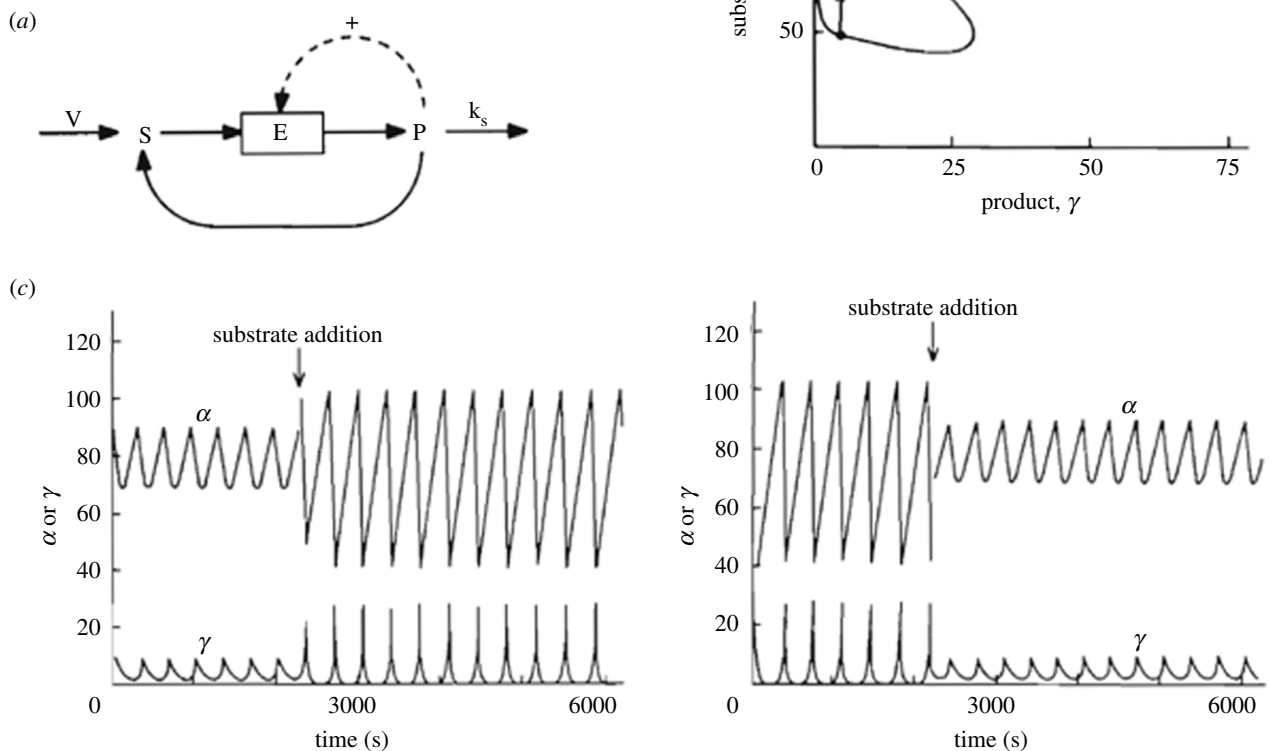 (a)
+
V
S
E
P
k_s
subs
50
0
25
50
75
product, γ
(c)
substrate addition
120
100
80
60
40
20
0
α
γ
α or γ
3000
6000
time (s)
substrate addition
120
100
80
60
40
20
0
α
γ
α or γ
3000
6000
time (s)